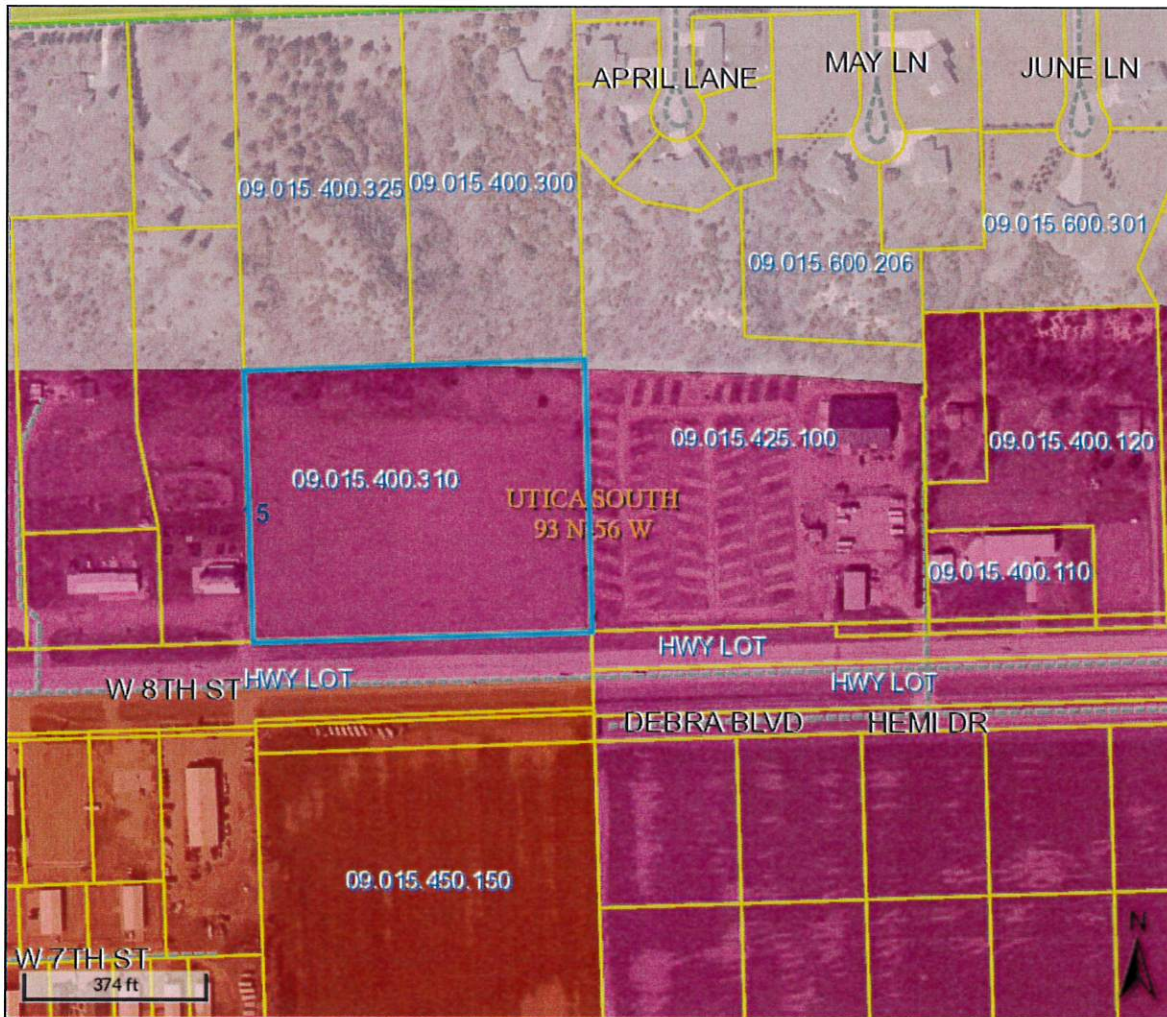 APRIL LANE
MAY LN
JUNE LN
09.015.400.325
09.015.400.300
09.015.600.301
09.015.600.206
09.015.425.100
09.015.400.120
09.015.400.310
UTICA SOUTH
93 N 56 W
5
09.015.400.110
HWY LOT
HWY LOT
HWY LOT
W 8TH ST
DEBRA BLVD
HEMI DR
09.015.450.150
W 7TH ST
374 ft
N